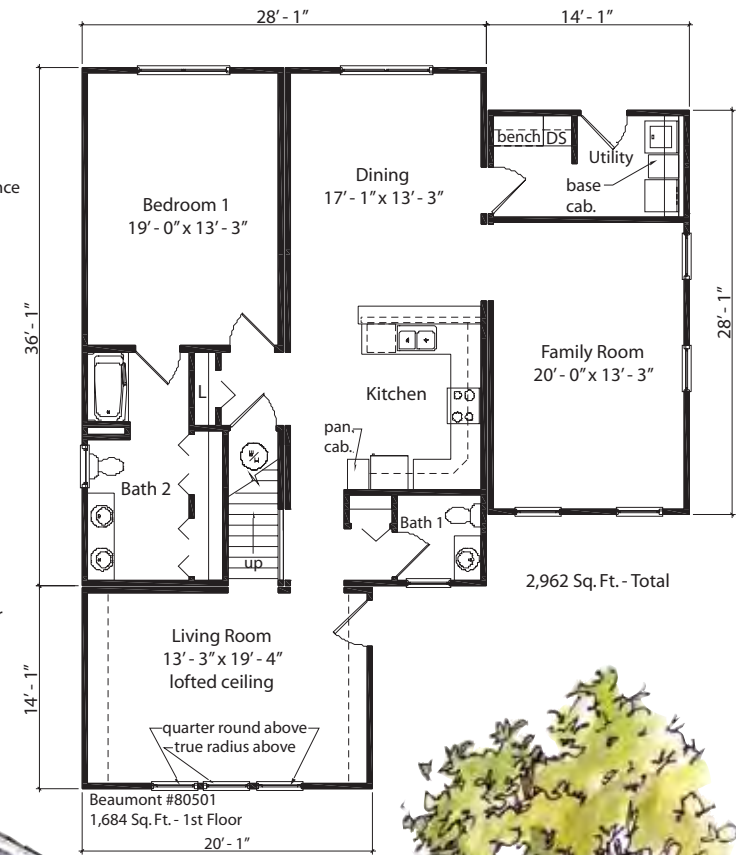 28' - 1"
14' - 1"
nce
36' - 1"
28' - 1"
14' - 1"
bench
DS
Utility
base
cab.
Dining
17' - 1" x 13' - 3"
Bedroom 1
19' - 0" x 13' - 3"
Family Room
20' - 0" x 13' - 3"
L
Kitchen
pan.
cab.
Bath 2
Bath 1
up
2,962 Sq. Ft. - Total
Living Room
13' - 3" x 19' - 4"
lofted ceiling
quarter round above
true radius above
Beaumont #80501
1,684 Sq. Ft. - 1st Floor
20' - 1"